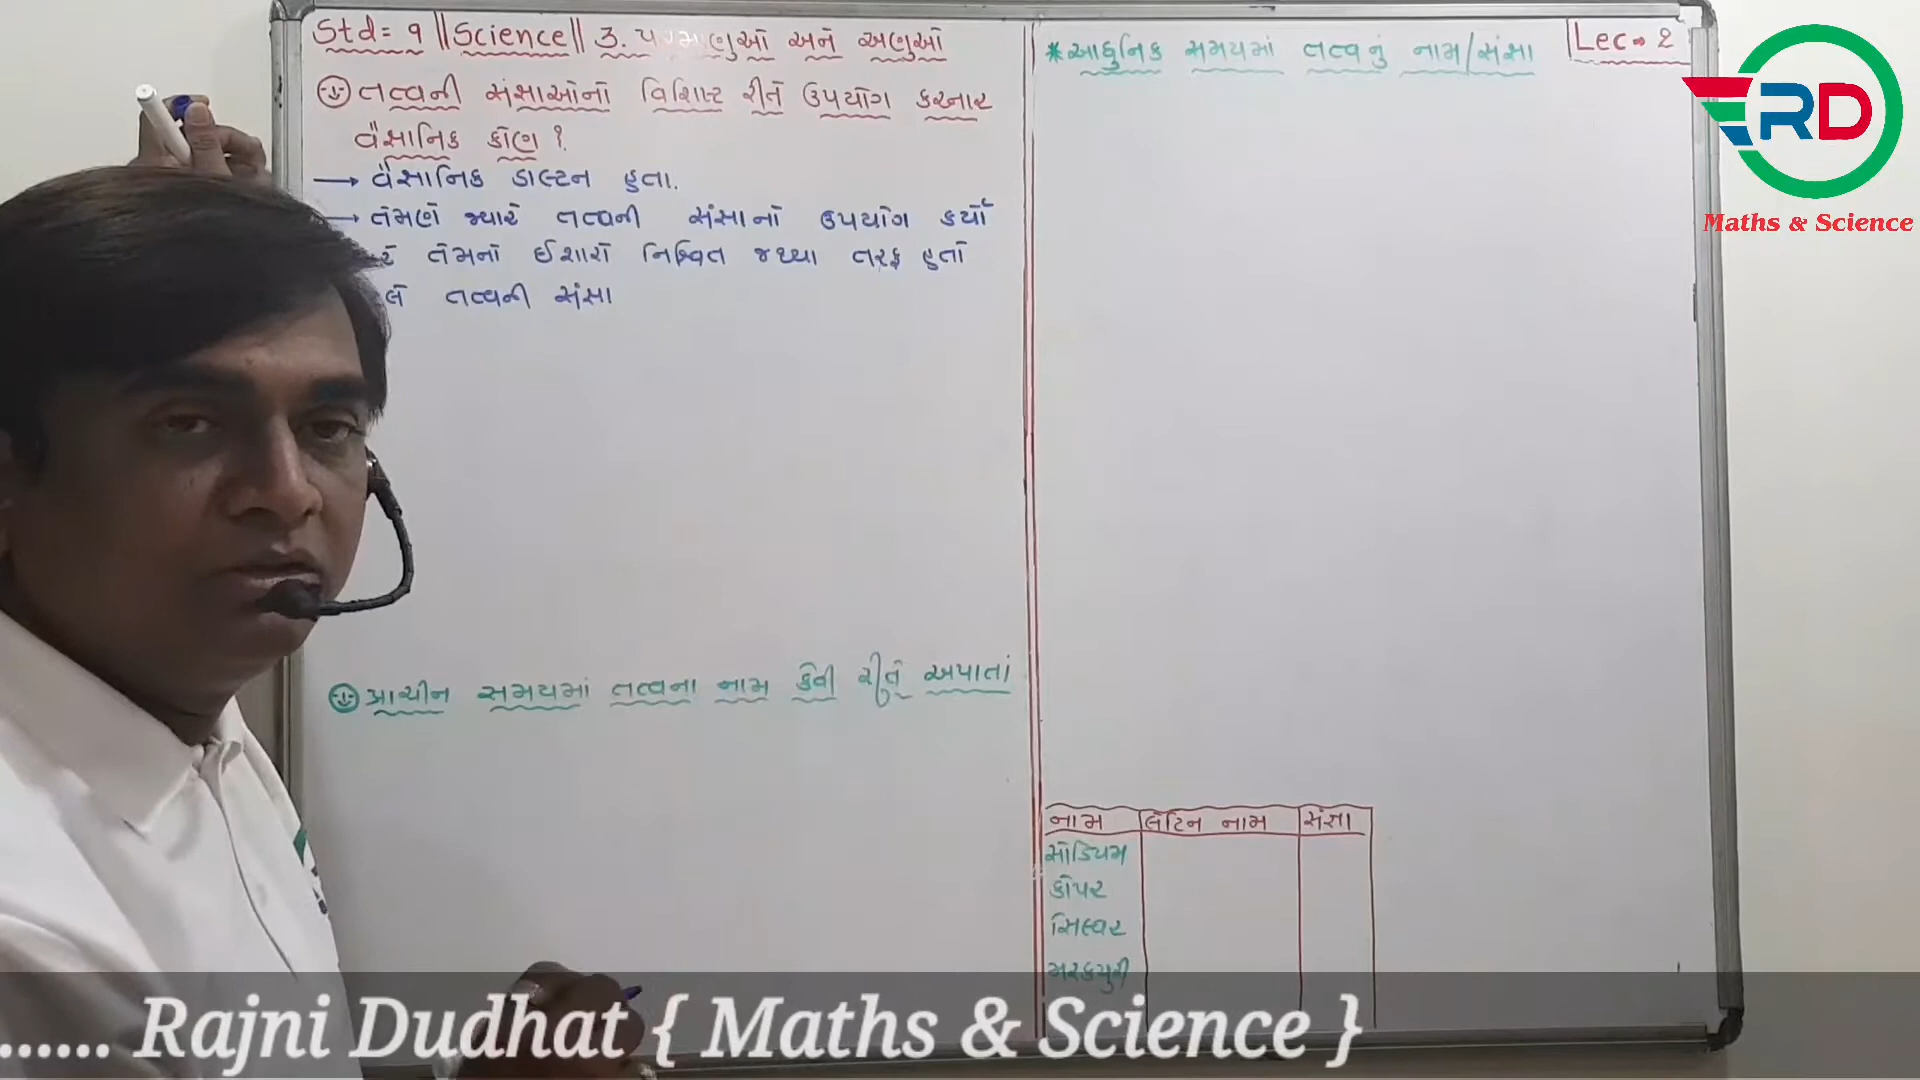 Std = ૧ || Science || 3. પરમાણુઓ અને અણુઓ
તત્વની સંજ્ઞાઓનો વિશિષ્ટ રીતે ઉપયોગ કરનાર
વૈજ્ઞાનિક કોણ ?
→ વૈજ્ઞાનિક ડાલ્ટન હતા.
→ તેમણે જ્યારે તત્વની સંજ્ઞાનો ઉપયોગ કર્યો
તેમનો ઈશારો નિશ્ચિત જથ્થા તરફ હતો
તત્વની સંજ્ઞા
પ્રાચીન સમયમાં તત્વના નામ કેવી રીતે અપાતાં
* આધુનિક સમયમાં તત્વનું નામ/સંજ્ઞા
Lec → 2
નામ લેટિન નામ સંજ્ઞા
સોડિયમ
કોપર
સિલ્વર
મરક્યુરી
RD
Maths & Science
...... Rajni Dudhat { Maths & Science }